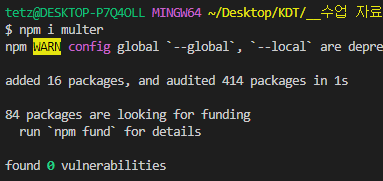 tetz@DESKTOP-P7Q4OLL MINGW64 ~/Desktop/KDT/__수업 자료
$ npm i multer
npm WARN config global `--global`, `--local` are depre
added 16 packages, and audited 414 packages in 1s
84 packages are looking for funding
run `npm fund` for details
found 0 vulnerabilities